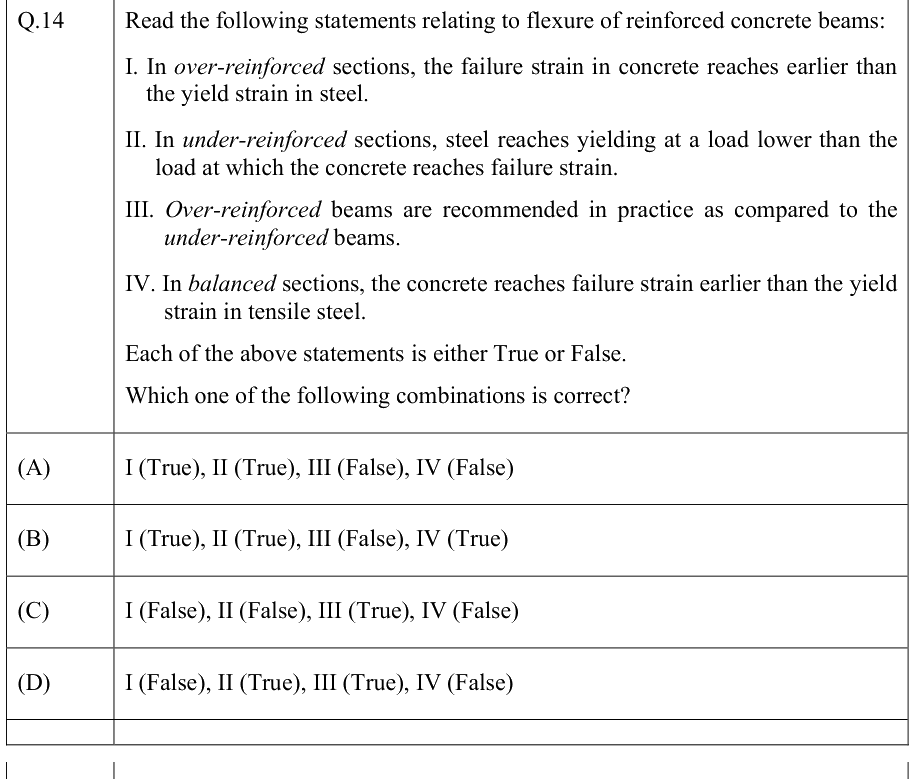 Q.14 Read the following statements relating to flexure of reinforced concrete beams:
I. In over-reinforced sections, the failure strain in concrete reaches earlier than
the yield strain in steel.
II. In under-reinforced sections, steel reaches yielding at a load lower than the
load at which the concrete reaches failure strain.
III. Over-reinforced beams are recommended in practice as compared to the
under-reinforced beams.
IV. In balanced sections, the concrete reaches failure strain earlier than the yield
strain in tensile steel.
Each of the above statements is either True or False.
Which one of the following combinations is correct?
(A) I (True), II (True), III (False), IV (False)
(B) I (True), II (True), III (False), IV (True)
(C) I (False), II (False), III (True), IV (False)
(D) I (False), II (True), III (True), IV (False)